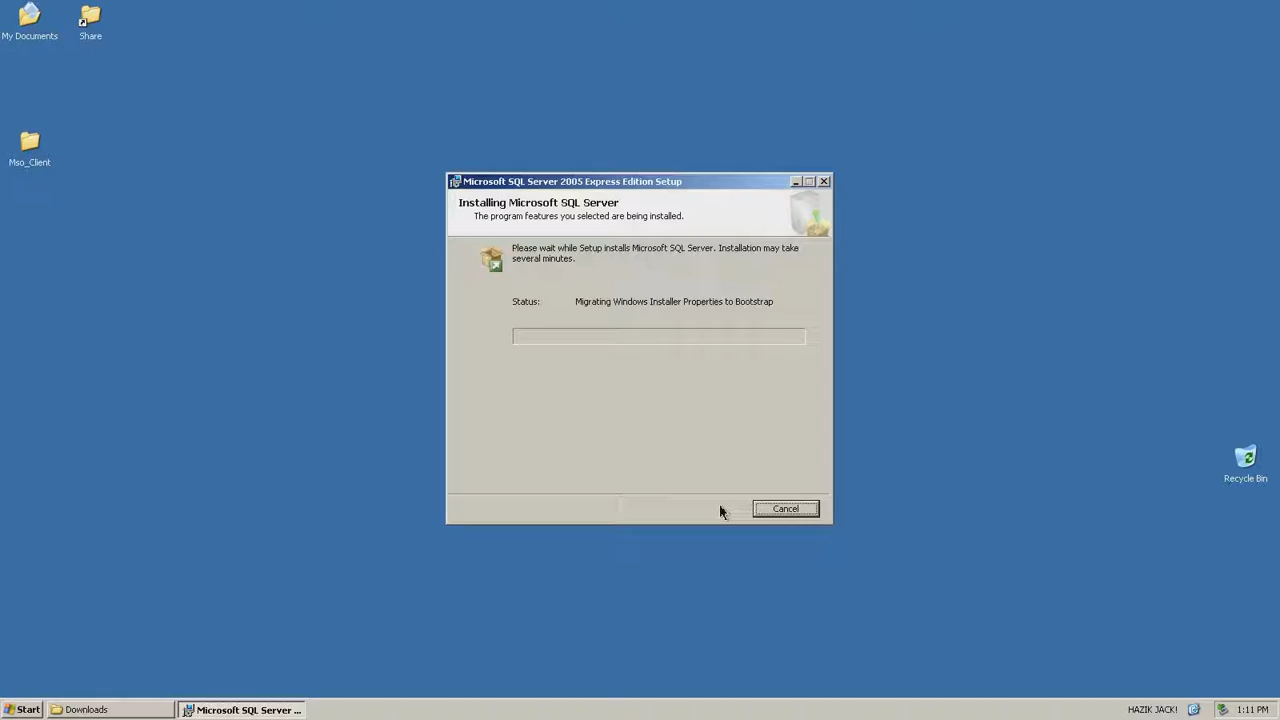 My Documents
Share
Mso_Client
Microsoft SQL Server 2005 Express Edition Setup
Installing Microsoft SQL Server
The program features you selected are being installed.
Please wait while Setup installs Microsoft SQL Server. Installation may take
several minutes.
Status: Migrating Windows Installer Properties to Bootstrap
Recycle Bin
Cancel
Start
Downloads
Microsoft SQL Server ...
HAZIK JACK!
1:11 PM